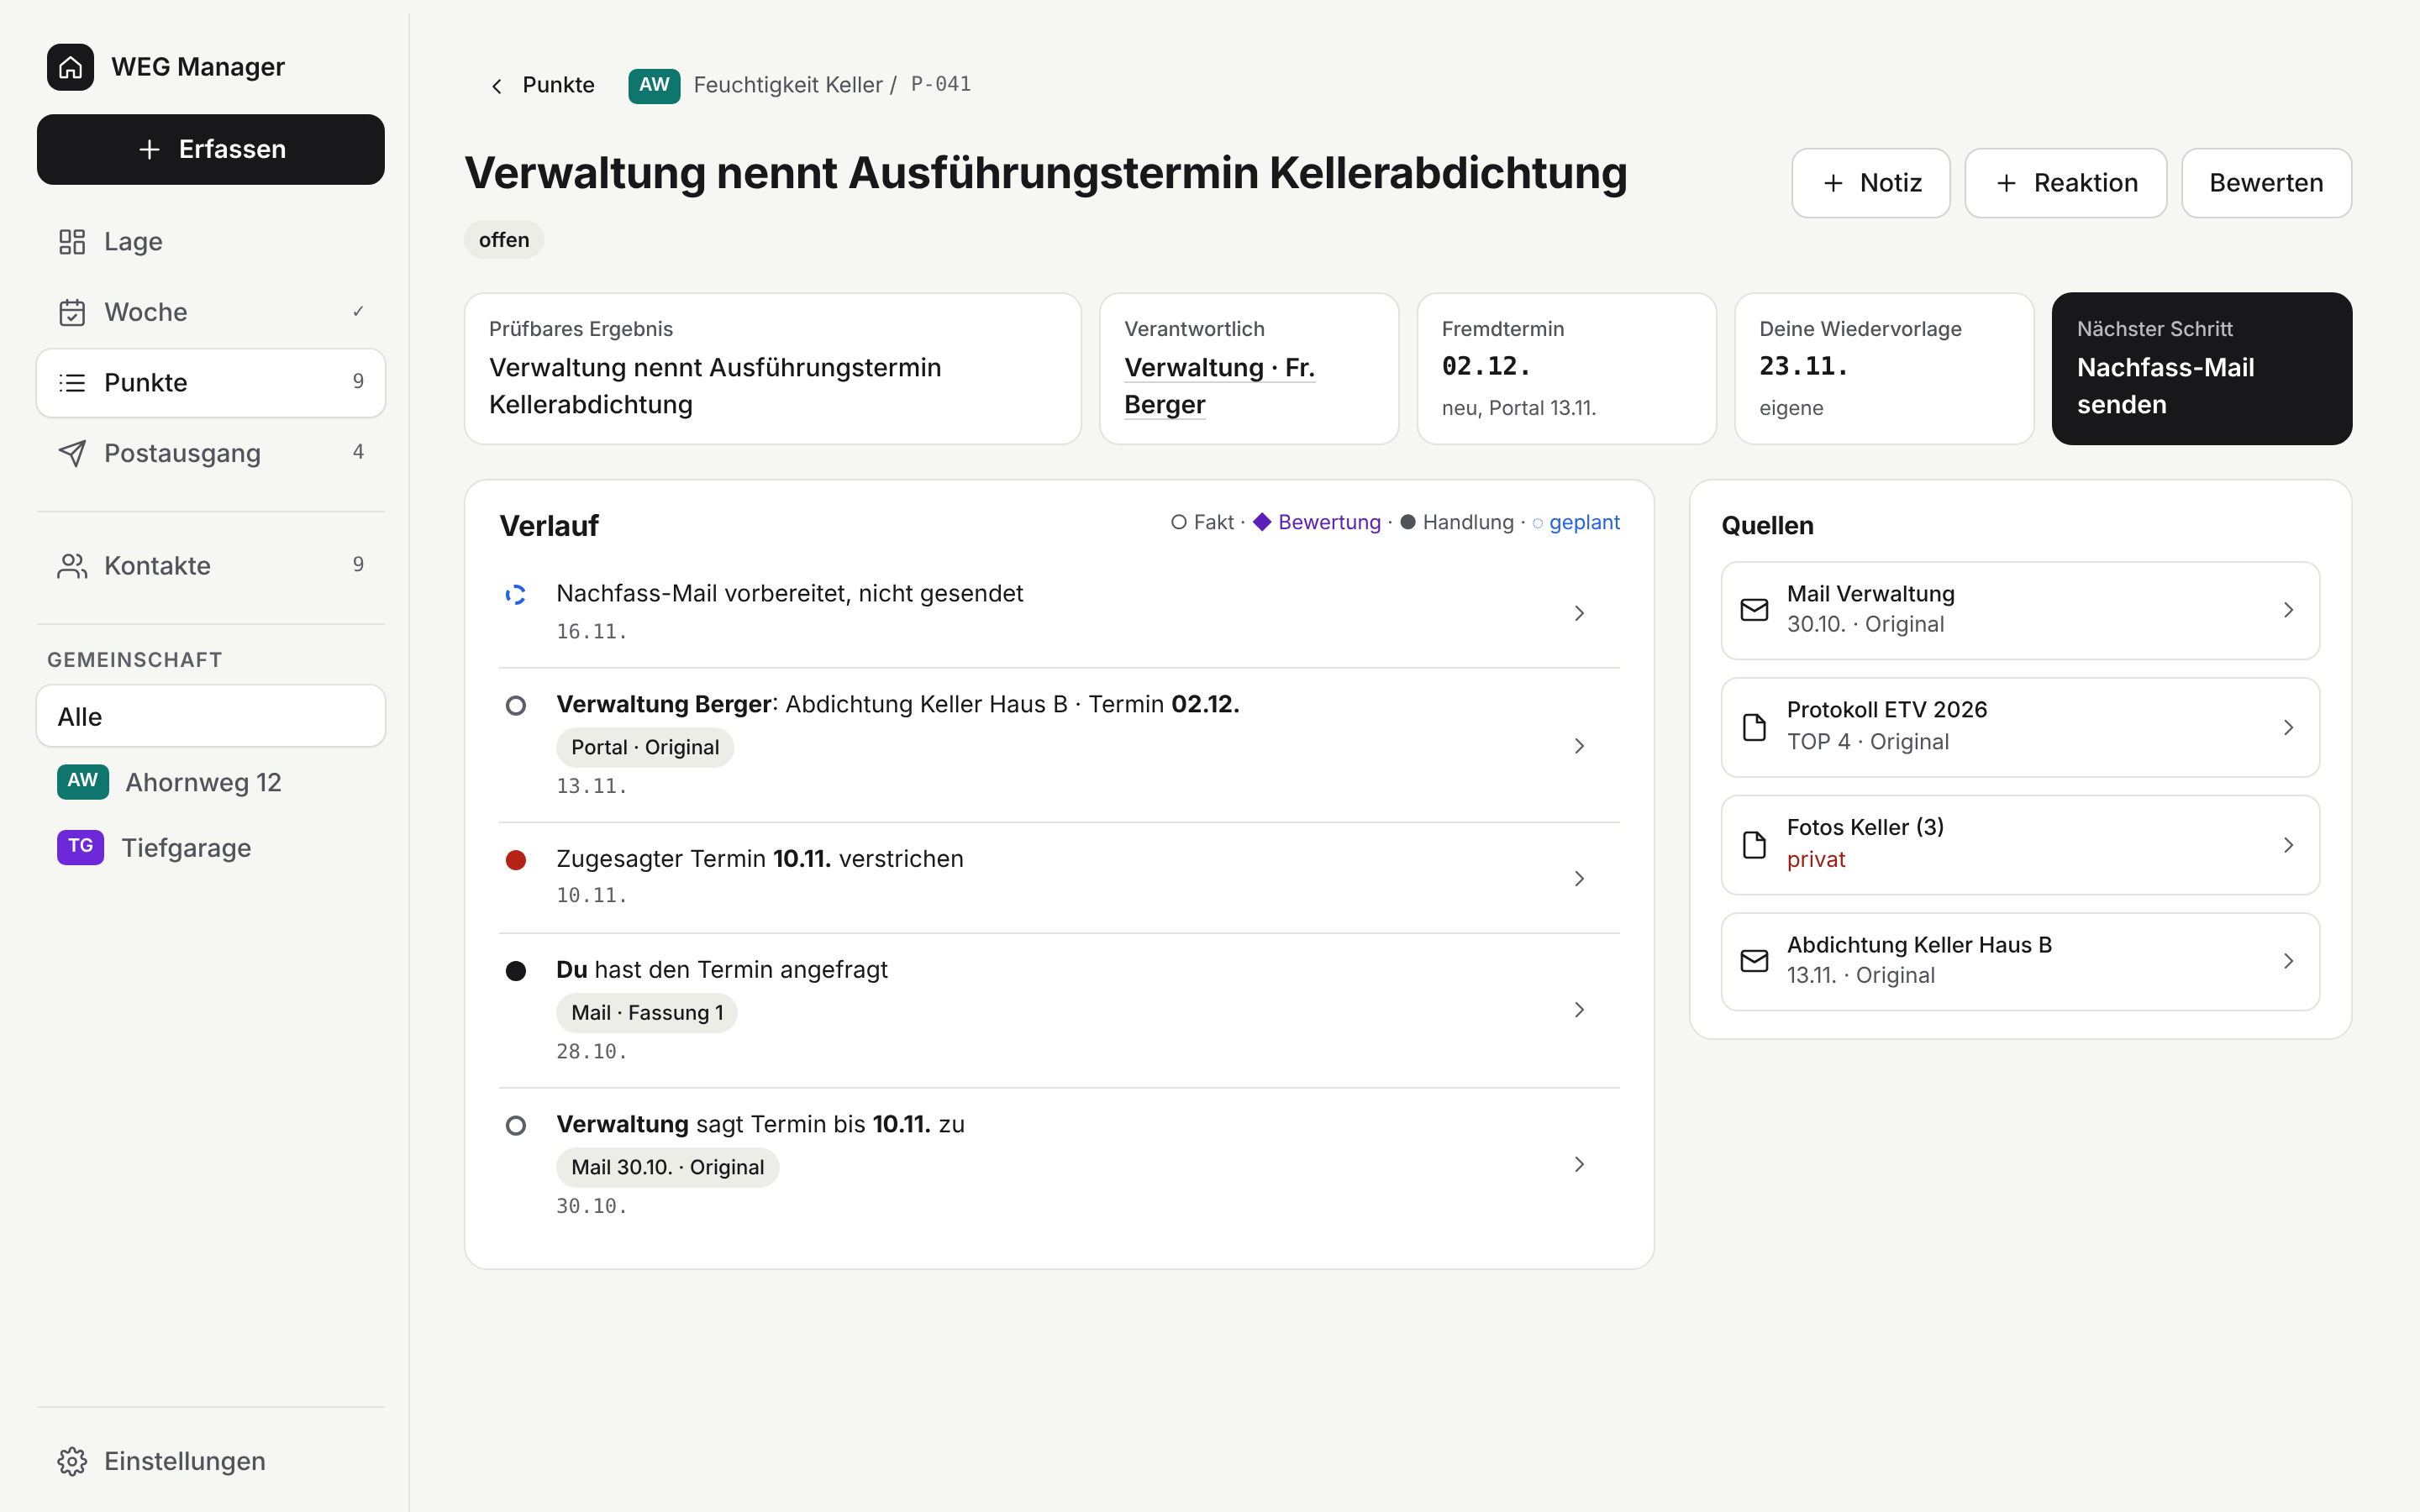 WEG Manager
Erfassen
Lage
Woche ✓
Punkte 9
Postausgang 4
Kontakte 9
GEMEINSCHAFT
Alle
AW Ahornweg 12
TG Tiefgarage
Einstellungen
Punkte AW Feuchtigkeit Keller / P-041
Verwaltung nennt Ausführungstermin Kellerabdichtung
offen
Notiz
Reaktion
Bewerten
Prüfbares Ergebnis
Verwaltung nennt Ausführungstermin
Kellerabdichtung
Verantwortlich
Verwaltung · Fr.
Berger
Fremdtermin
02.12.
neu, Portal 13.11.
Deine Wiedervorlage
23.11.
eigene
Nächster Schritt
Nachfass-Mail
senden
Verlauf
Fakt · Bewertung · Handlung · geplant
Nachfass-Mail vorbereitet, nicht gesendet
16.11.
Verwaltung Berger: Abdichtung Keller Haus B · Termin 02.12.
Portal · Original
13.11.
Zugesagter Termin 10.11. verstrichen
10.11.
Du hast den Termin angefragt
Mail · Fassung 1
28.10.
Verwaltung sagt Termin bis 10.11. zu
Mail 30.10. · Original
30.10.
Quellen
Mail Verwaltung
30.10. · Original
Protokoll ETV 2026
TOP 4 · Original
Fotos Keller (3)
privat
Abdichtung Keller Haus B
13.11. · Original